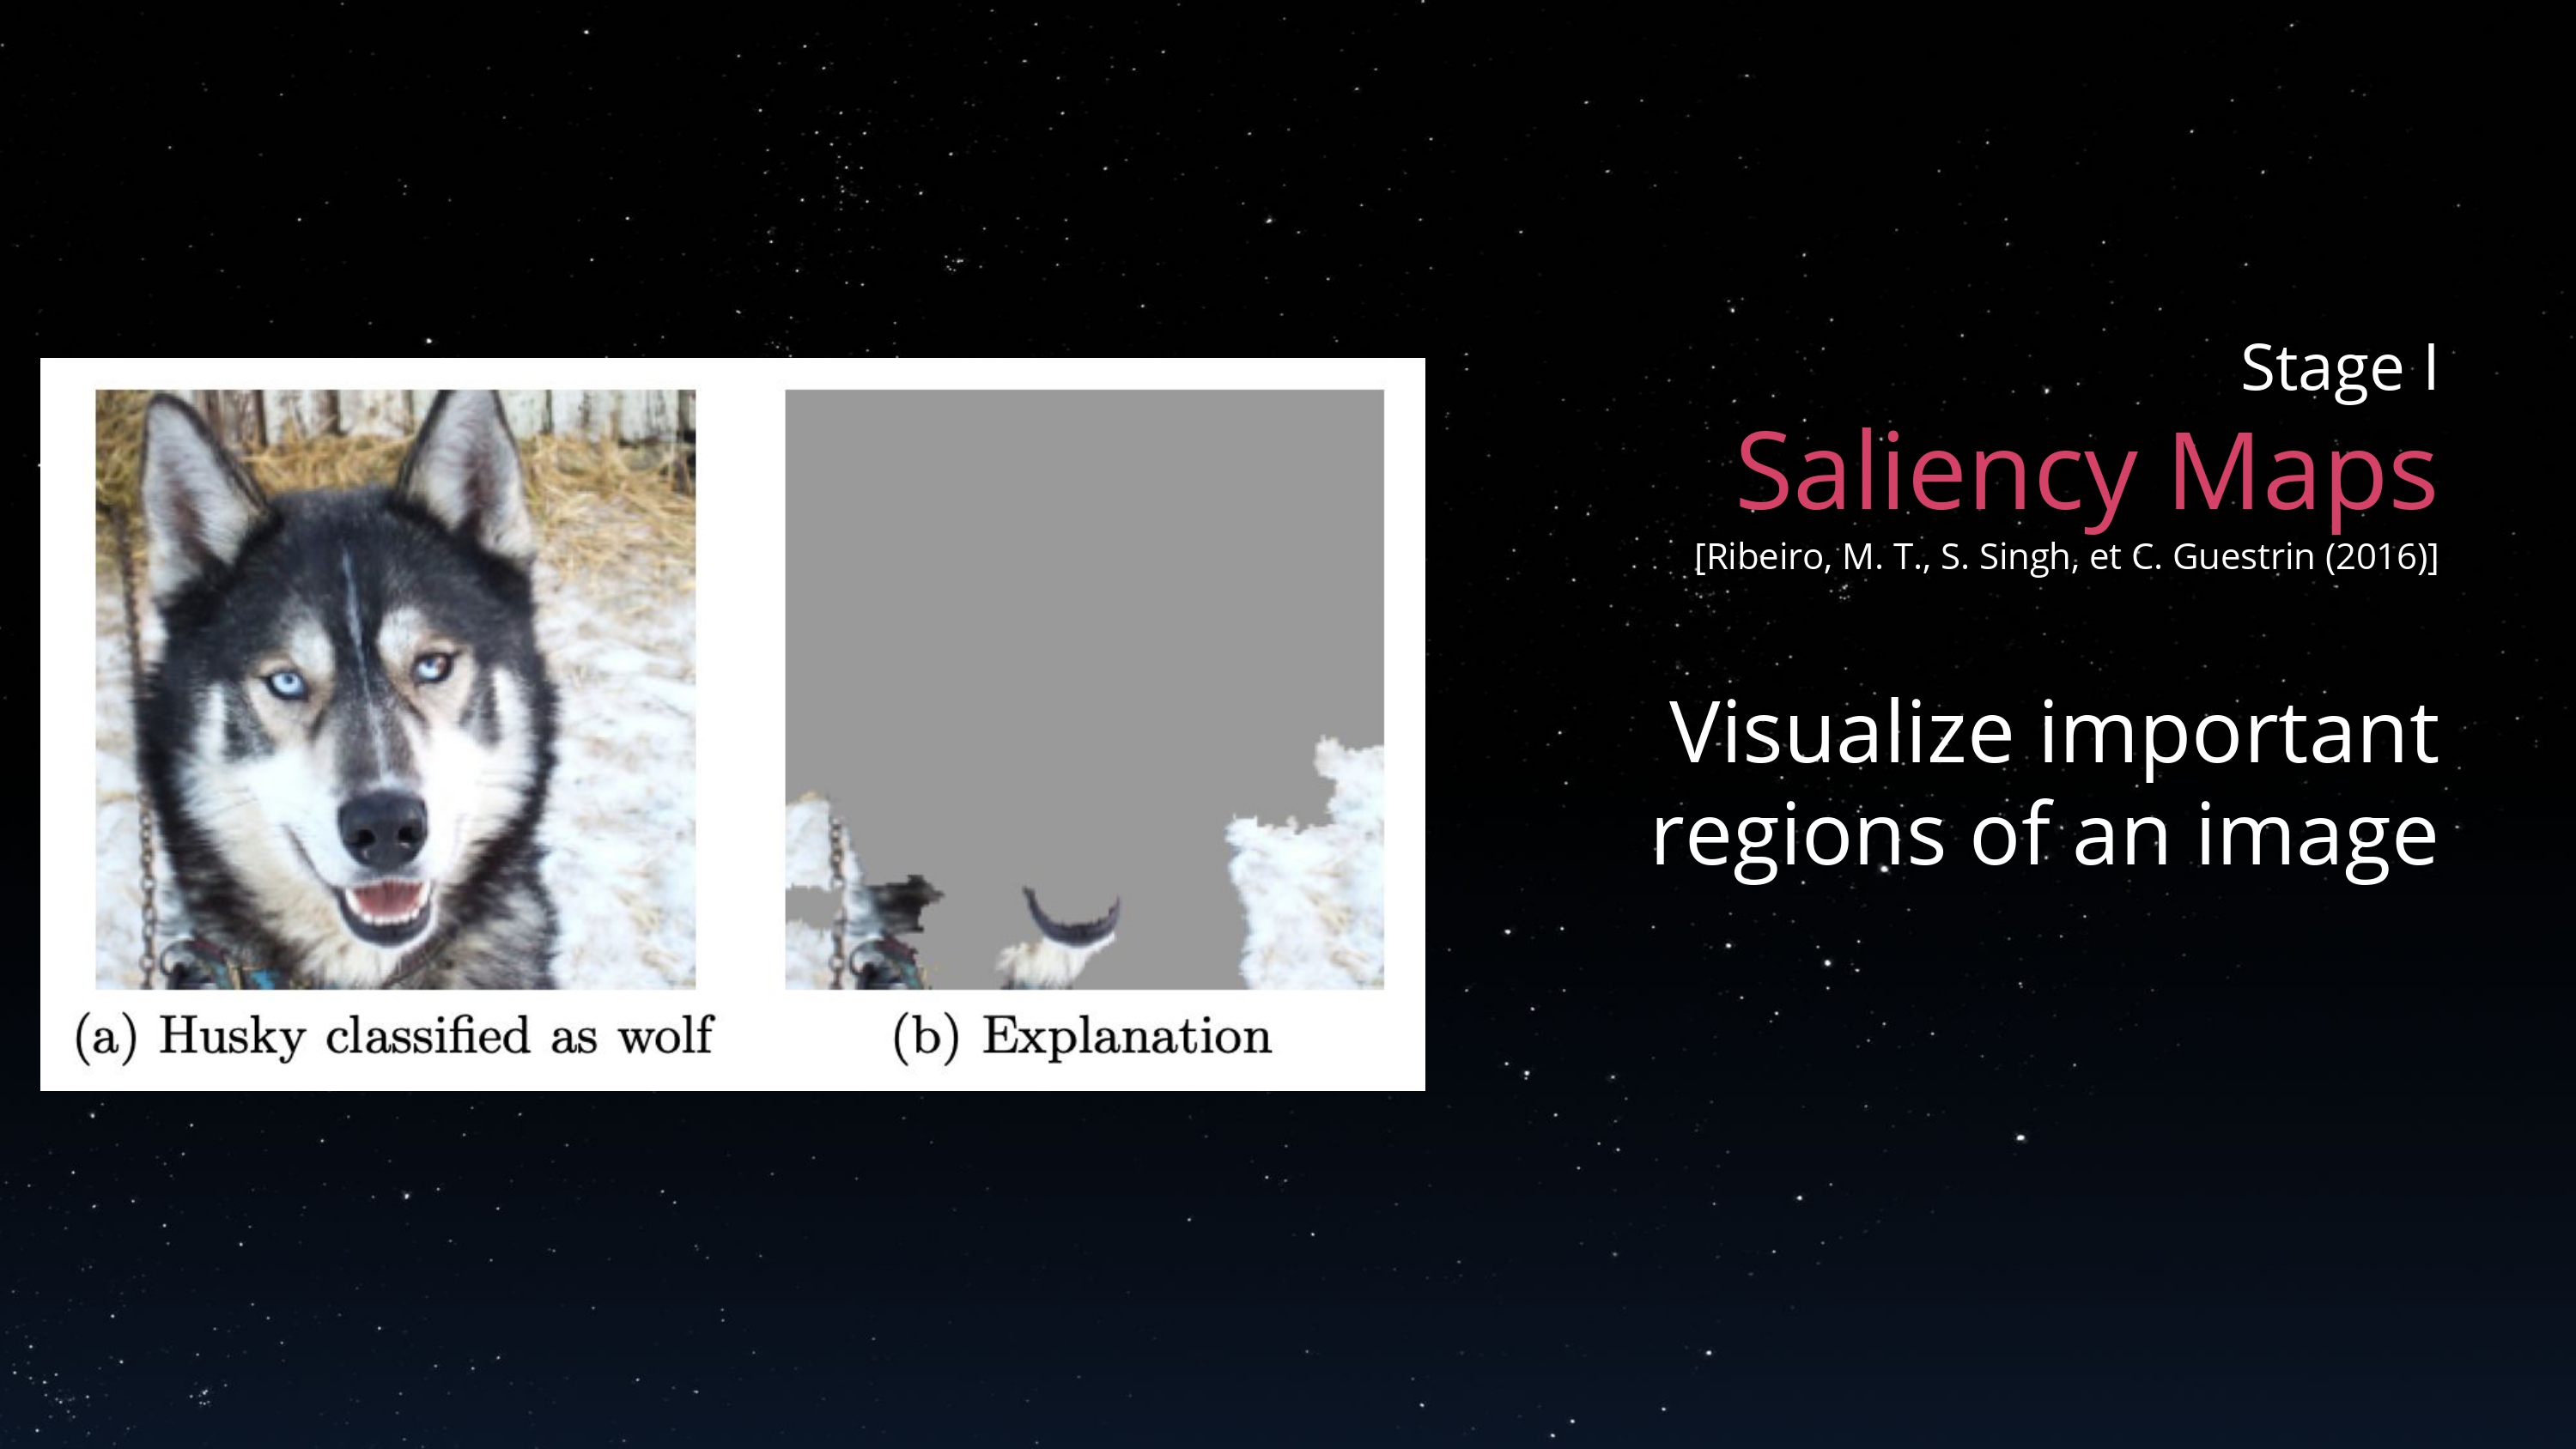 Stage I
Saliency Maps
[Ribeiro, M. T., S. Singh, et C. Guestrin (2016)]
Visualize important
regions of an image
(a) Husky classified as wolf
(b) Explanation